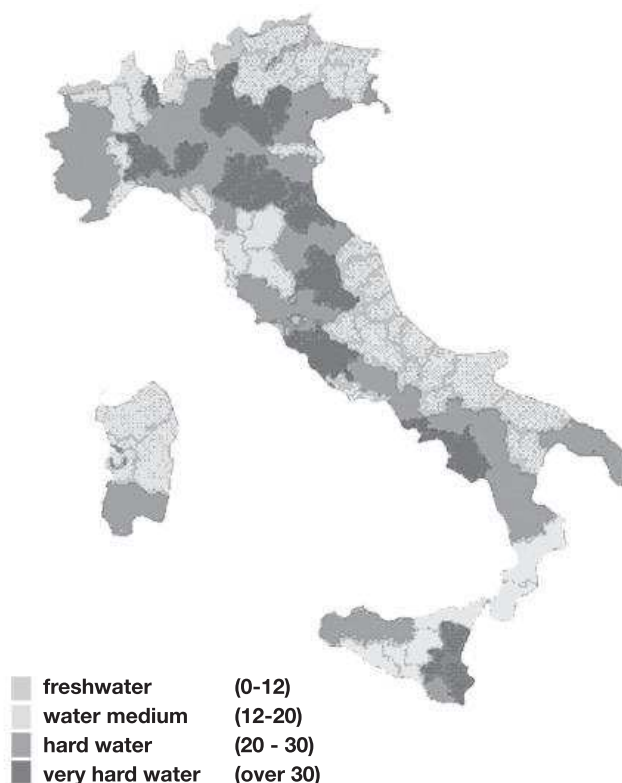 freshwater (0-12)
water medium (12-20)
hard water (20 - 30)
very hard water (over 30)